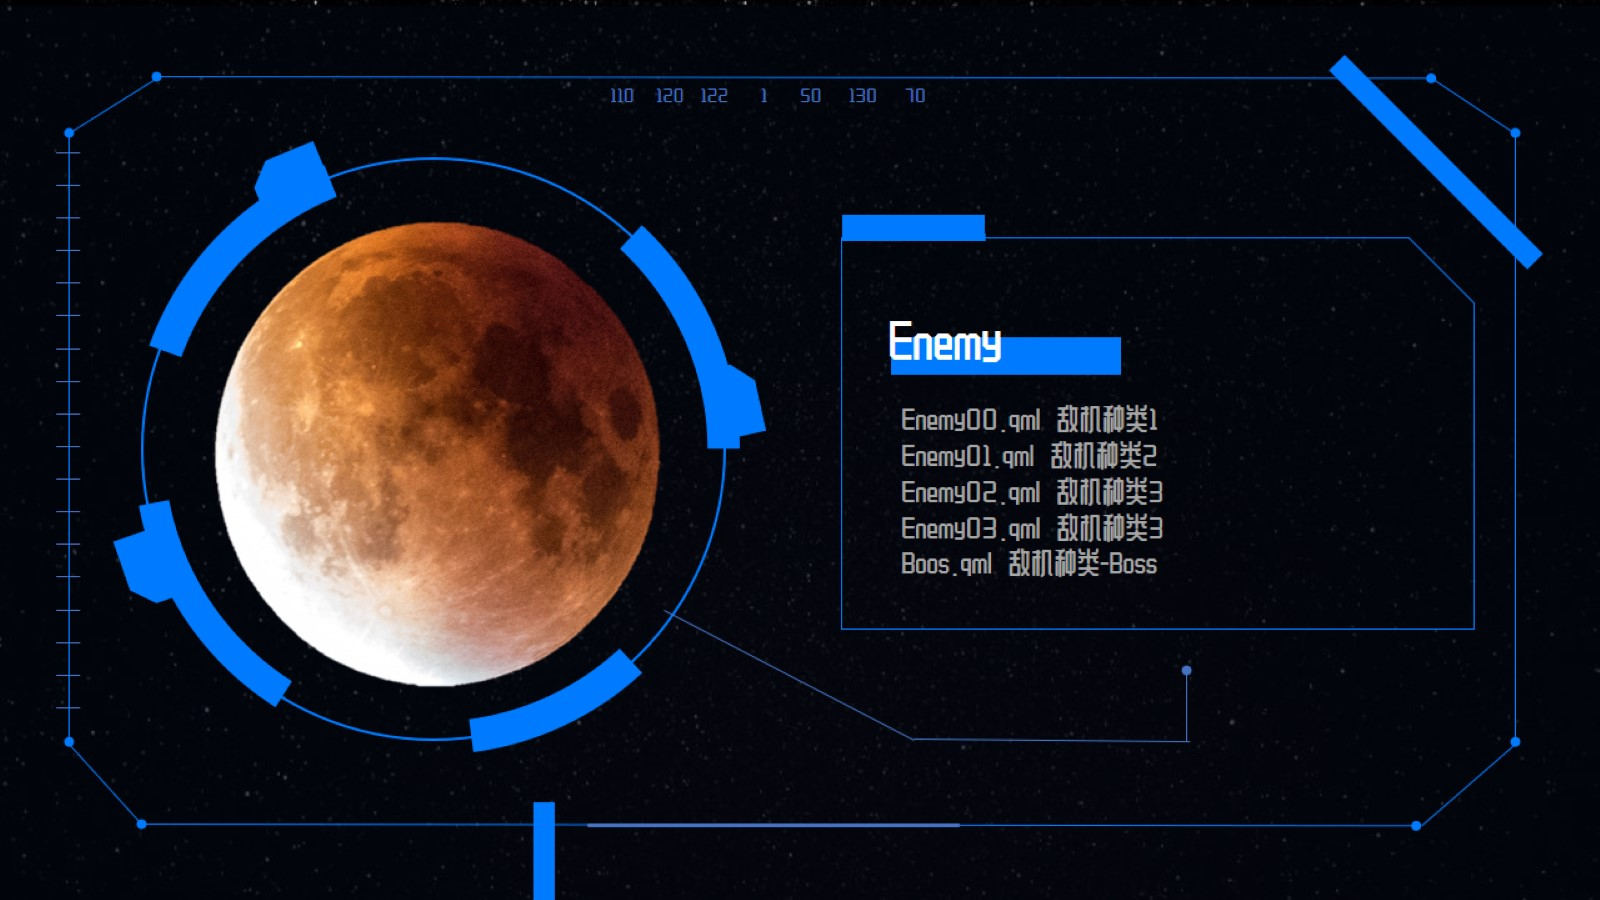 110 120 122 1 50 130 70
Enemy
Enemy00.qml 敌机种类1
Enemy01.qml 敌机种类2
Enemy02.qml 敌机种类3
Enemy03.qml 敌机种类3
Boos.qml 敌机种类-Boss